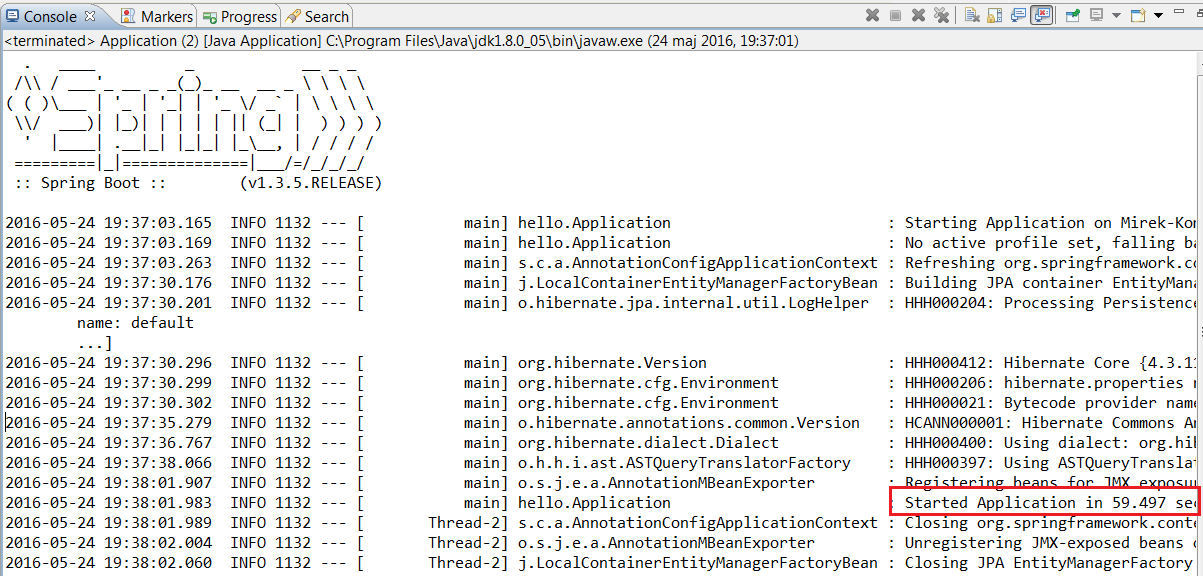 Console Markers Progress Search
<terminated> Application (2) [Java Application] C:\Program Files\Java\jdk1.8.0_05\bin\javaw.exe (24 maj 2016, 19:37:01)
  .   ____          _            __ _ _
 /\\ / ___'_ __ _ _(_)_ __  __ _ \ \ \ \
( ( )\___ | '_ | '_| | '_ \/ _` | \ \ \ \
 \\/  ___)| |_)| | | | | || (_| |  ) ) ) )
  '  |____| .__|_| |_|_| |_\__, | / / / /
 =========|_|==============|___/=/_/_/_/
 :: Spring Boot ::        (v1.3.5.RELEASE)
2016-05-24 19:37:03.165  INFO 1132 --- [           main] hello.Application                        : Starting Application on Mirek-
2016-05-24 19:37:03.169  INFO 1132 --- [           main] hello.Application                        : No active profile set, falling
2016-05-24 19:37:03.263  INFO 1132 --- [           main] s.c.a.AnnotationConfigApplicationContext : Refreshing org.springframework.co
2016-05-24 19:37:30.176  INFO 1132 --- [           main] j.LocalContainerEntityManagerFactoryBean : Building JPA container EntityMana
2016-05-24 19:37:30.201  INFO 1132 --- [           main] o.hibernate.jpa.internal.util.LogHelper  : HHH000204: Processing Persistence
name: default
...]
2016-05-24 19:37:30.296  INFO 1132 --- [           main] org.hibernate.Version                    : HHH000412: Hibernate Core {4.3.11
2016-05-24 19:37:30.299  INFO 1132 --- [           main] org.hibernate.cfg.Environment            : HHH000206: hibernate.properties
2016-05-24 19:37:30.302  INFO 1132 --- [           main] org.hibernate.cfg.Environment            : HHH000021: Bytecode provider name
2016-05-24 19:37:35.279  INFO 1132 --- [           main] o.hibernate.annotations.common.Version   : HCANN000001: Hibernate Commons An
2016-05-24 19:37:36.767  INFO 1132 --- [           main] org.hibernate.dialect.Dialect            : HHH000400: Using dialect: org.hib
2016-05-24 19:37:38.066  INFO 1132 --- [           main] o.h.h.i.ast.ASTQueryTranslatorFactory    : HHH000397: Using ASTQueryTranslat
2016-05-24 19:38:01.907  INFO 1132 --- [           main] o.s.j.e.a.AnnotationMBeanExporter        : Registering beans for JMX exposur
2016-05-24 19:38:01.983  INFO 1132 --- [           main] hello.Application                        : Started Application in 59.497 sec
2016-05-24 19:38:01.989  INFO 1132 --- [       Thread-2] s.c.a.AnnotationConfigApplicationContext : Closing org.springframework.conte
2016-05-24 19:38:02.004  INFO 1132 --- [       Thread-2] o.s.j.e.a.AnnotationMBeanExporter        : Unregistering JMX-exposed beans
2016-05-24 19:38:02.060  INFO 1132 --- [       Thread-2] j.LocalContainerEntityManagerFactoryBean : Closing JPA EntityManagerFactory